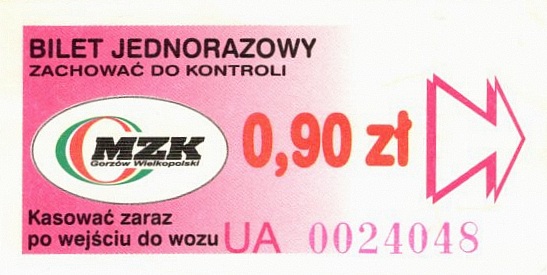 BILET JEDNORAZOWY
ZACHOWAĆ DO KONTROLI
MZK
Gorzów Wielkopolski
0,90 zł
Kasować zaraz
po wejściu do wozu
UA 0024048